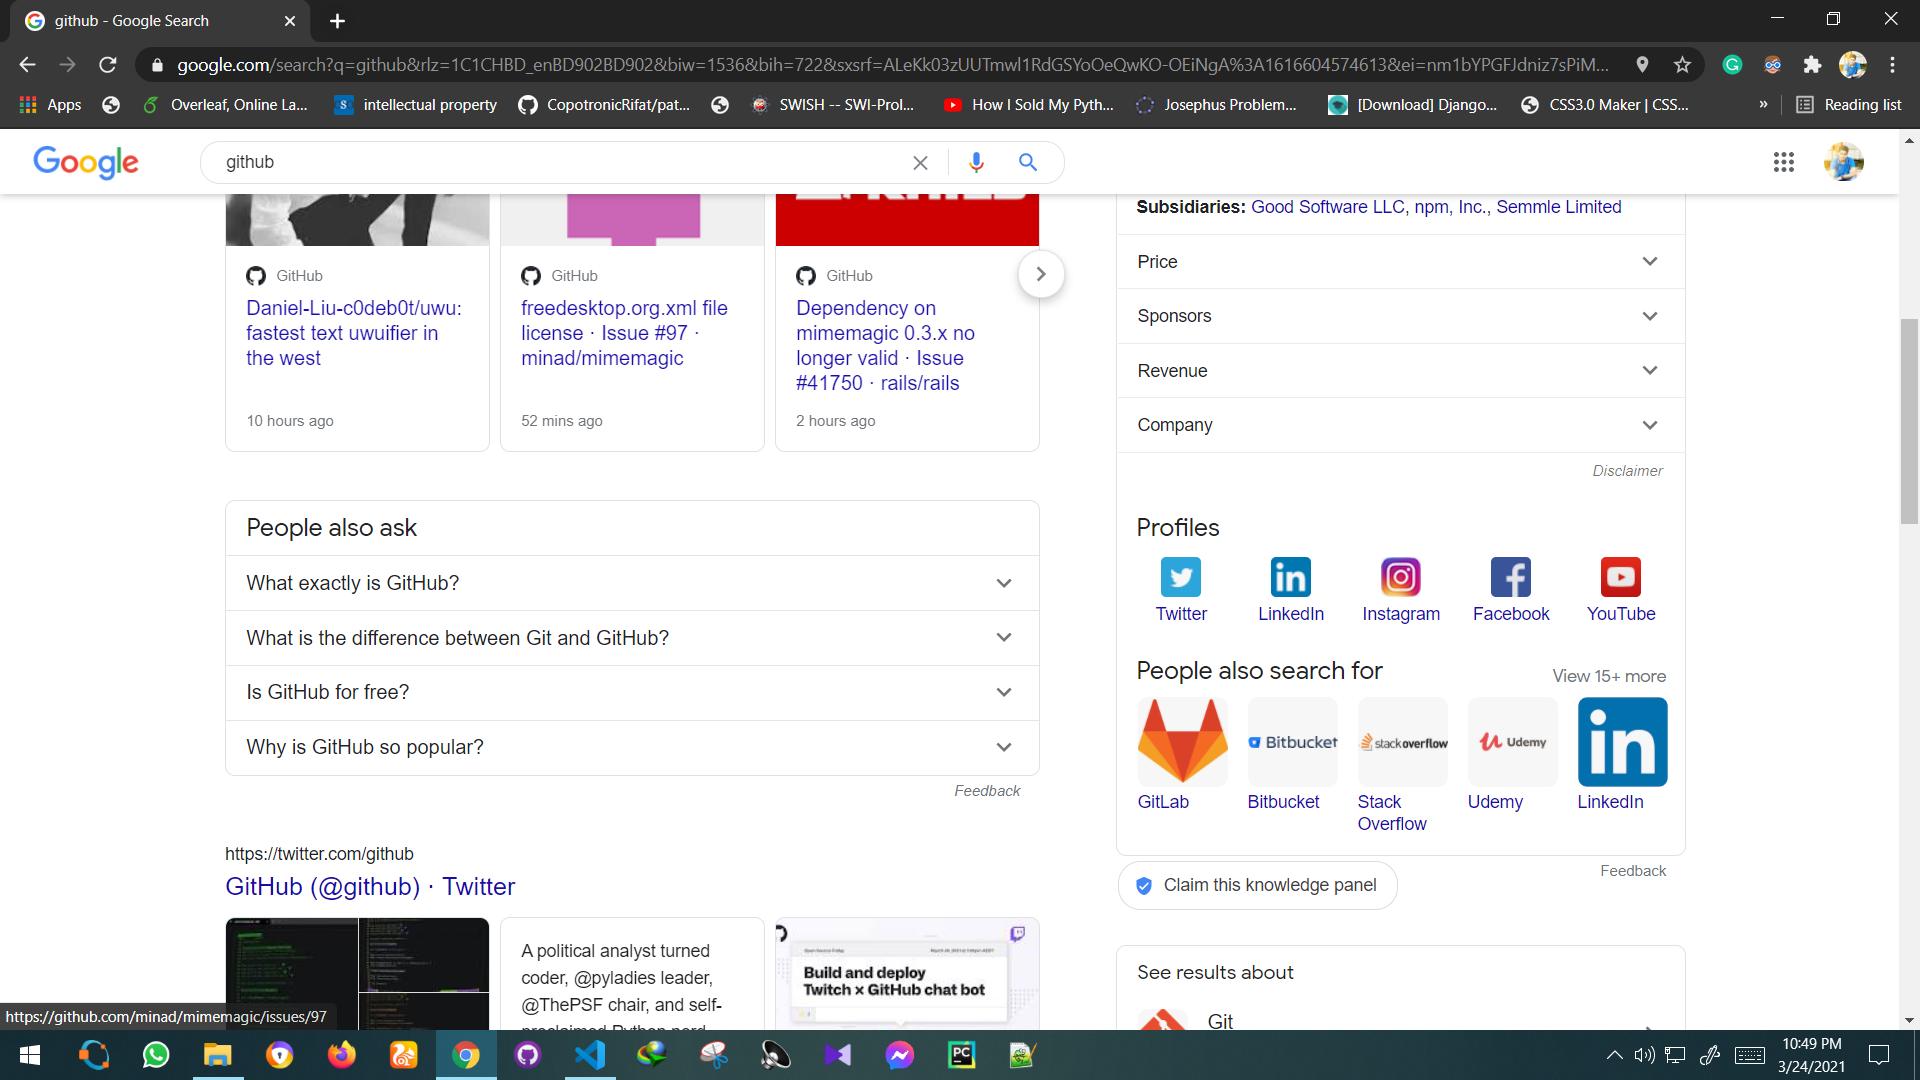 github - Google Search
google.com/search?q=github&rlz=1C1CHBD_enBD902BD902&biw=1536&bih=722&sxsrf=ALeKk03zUUTmwl1RdGSYoOeQwKO-OEiNgA%3A1616604574613&ei=nm1bYPGFJdniz7sPiM...
Apps
Overleaf, Online La...
intellectual property
CopotronicRifat/pat...
SWISH -- SWI-Prol...
How I Sold My Pyth...
Josephus Problem...
[Download] Django...
CSS3.0 Maker | CSS...
»
Reading list
Google
github
GitHub
Daniel-Liu-c0deb0t/uwu:
fastest text uwuifier in
the west
10 hours ago
GitHub
freedesktop.org.xml file
license · Issue #97 ·
minad/mimemagic
52 mins ago
GitHub
Dependency on
mimemagic 0.3.x no
longer valid · Issue
#41750 · rails/rails
2 hours ago
People also ask
What exactly is GitHub?
What is the difference between Git and GitHub?
Is GitHub for free?
Why is GitHub so popular?
Feedback
https://twitter.com/github
GitHub (@github) · Twitter
A political analyst turned
coder, @pyladies leader,
@ThePSF chair, and self-
proclaimed Python nerd
Build and deploy
Twitch × GitHub chat bot
https://github.com/minad/mimemagic/issues/97
Subsidiaries: Good Software LLC, npm, Inc., Semmle Limited
Price
Sponsors
Revenue
Company
Disclaimer
Profiles
Twitter
LinkedIn
Instagram
Facebook
YouTube
People also search for
View 15+ more
Bitbucket
stackoverflow
Udemy
in
GitLab
Bitbucket
Stack
Overflow
Udemy
LinkedIn
Feedback
Claim this knowledge panel
See results about
Git
10:49 PM
3/24/2021